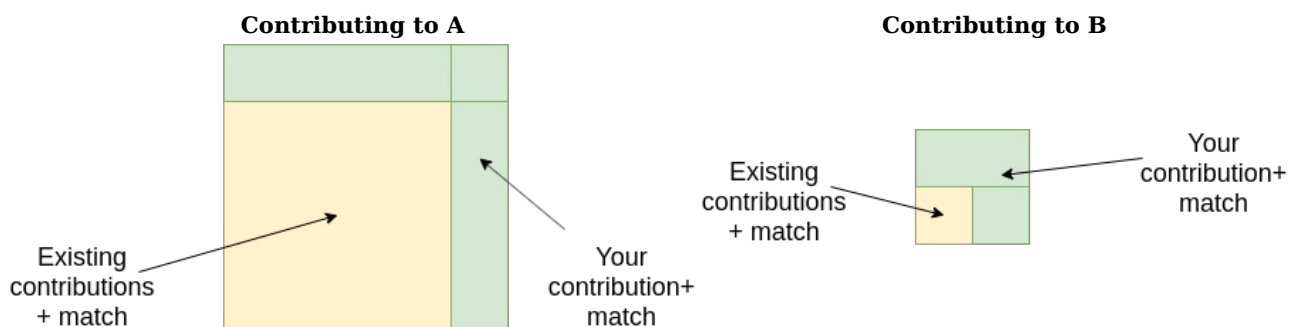 Contributing to A
Existing
contributions
+ match
Your
contribution+
match
Contributing to B
Existing
contributions
+ match
Your
contribution+
match